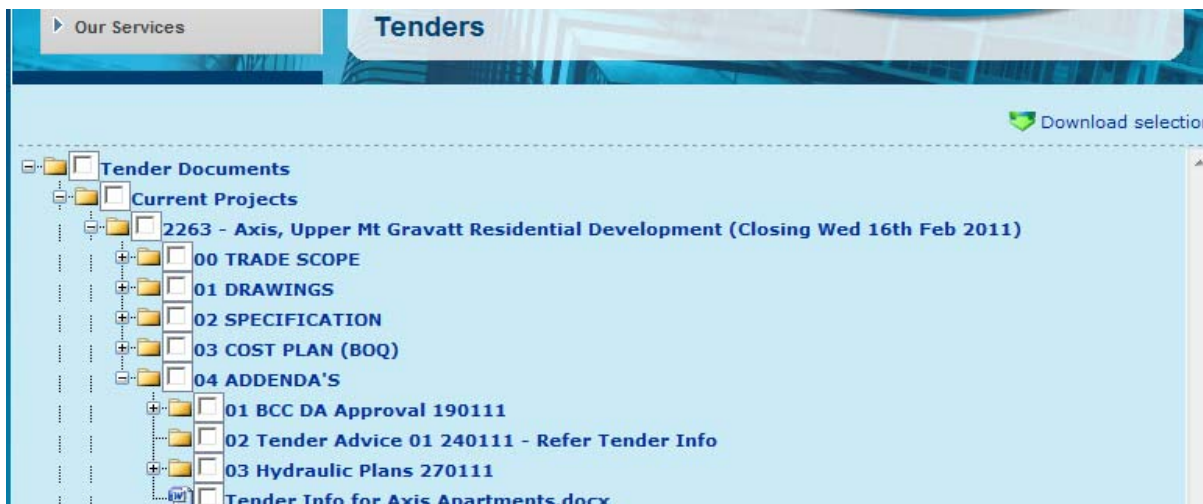 Our Services
Tenders
Download selection
Tender Documents
Current Projects
2263 - Axis, Upper Mt Gravatt Residential Development (Closing Wed 16th Feb 2011)
00 TRADE SCOPE
01 DRAWINGS
02 SPECIFICATION
03 COST PLAN (BOQ)
04 ADDENDA'S
01 BCC DA Approval 190111
02 Tender Advice 01 240111 - Refer Tender Info
03 Hydraulic Plans 270111
Tender Info for Axis Apartments.docx